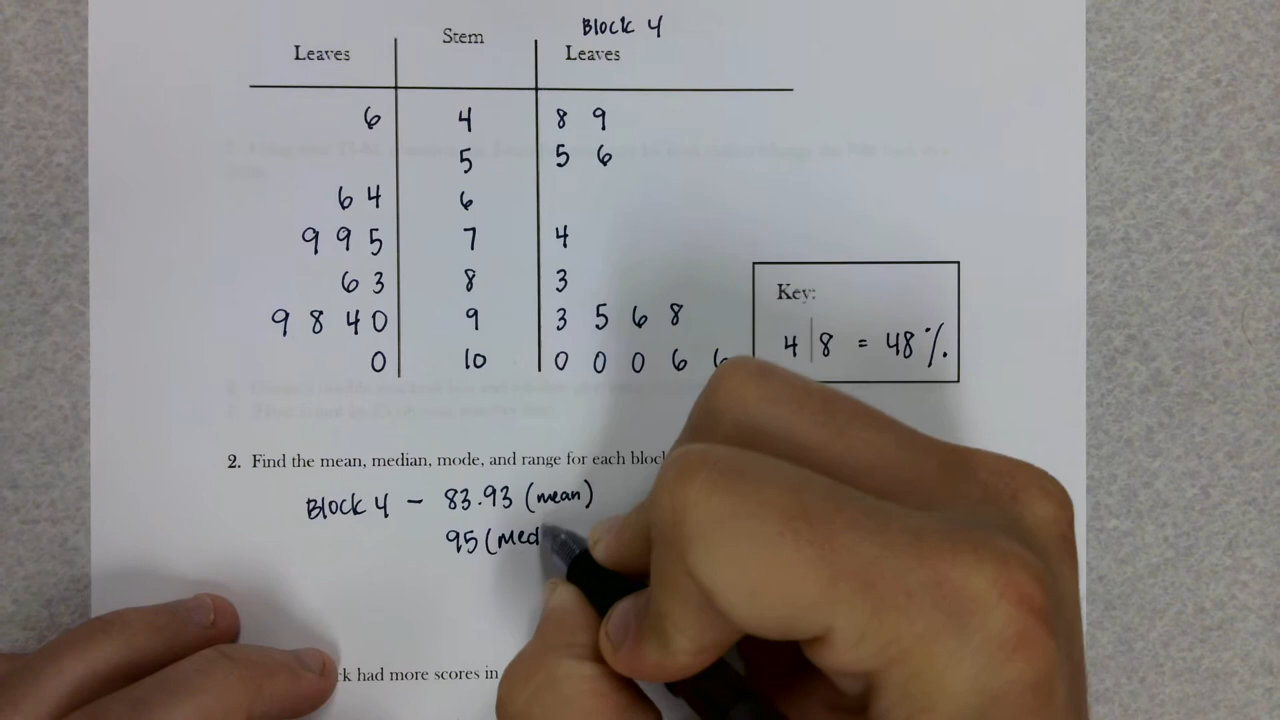 Block 4
Leaves Stem Leaves
6 4 8 9
5 5 6
6 4 6
9 9 5 7 4
6 3 8 3
9 8 4 0 9 3 5 6 8
0 10 0 0 0 6
Key:
4|8 = 48%.
2. Find the mean, median, mode, and range for each
Block 4 - 83.93 (mean)
95 (Med
had more scores in